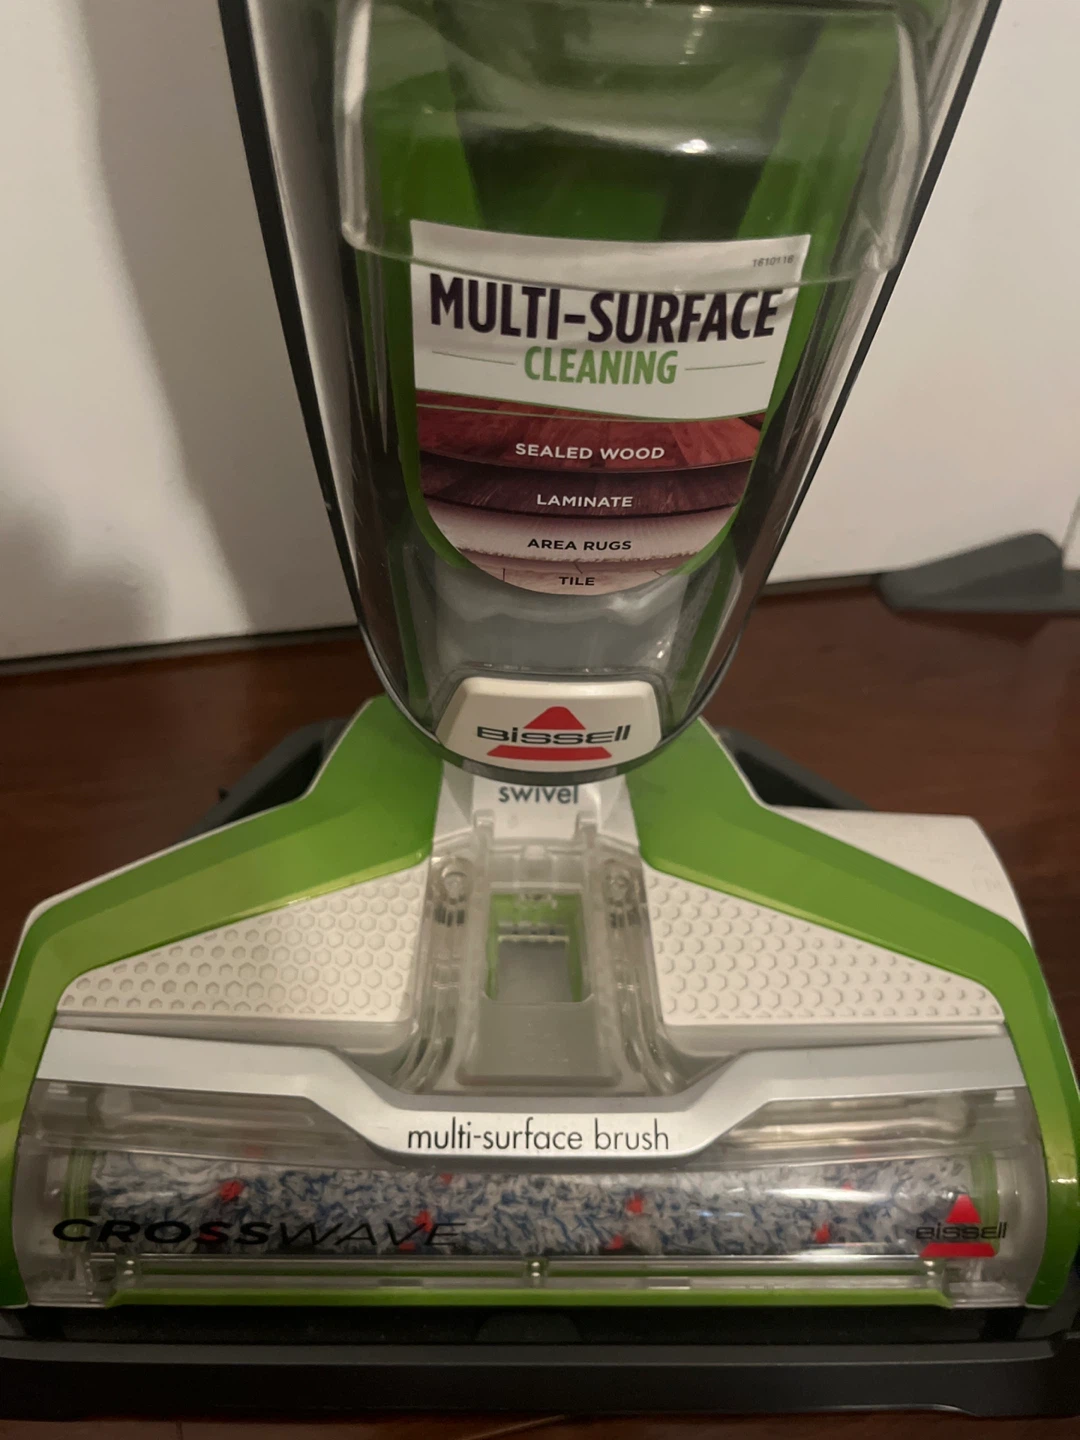 1610116
MULTI-SURFACE
CLEANING
SEALED WOOD
LAMINATE
AREA RUGS
TILE
BISSELL
swivel
multi-surface brush
CROSSWAVE
BISSELL